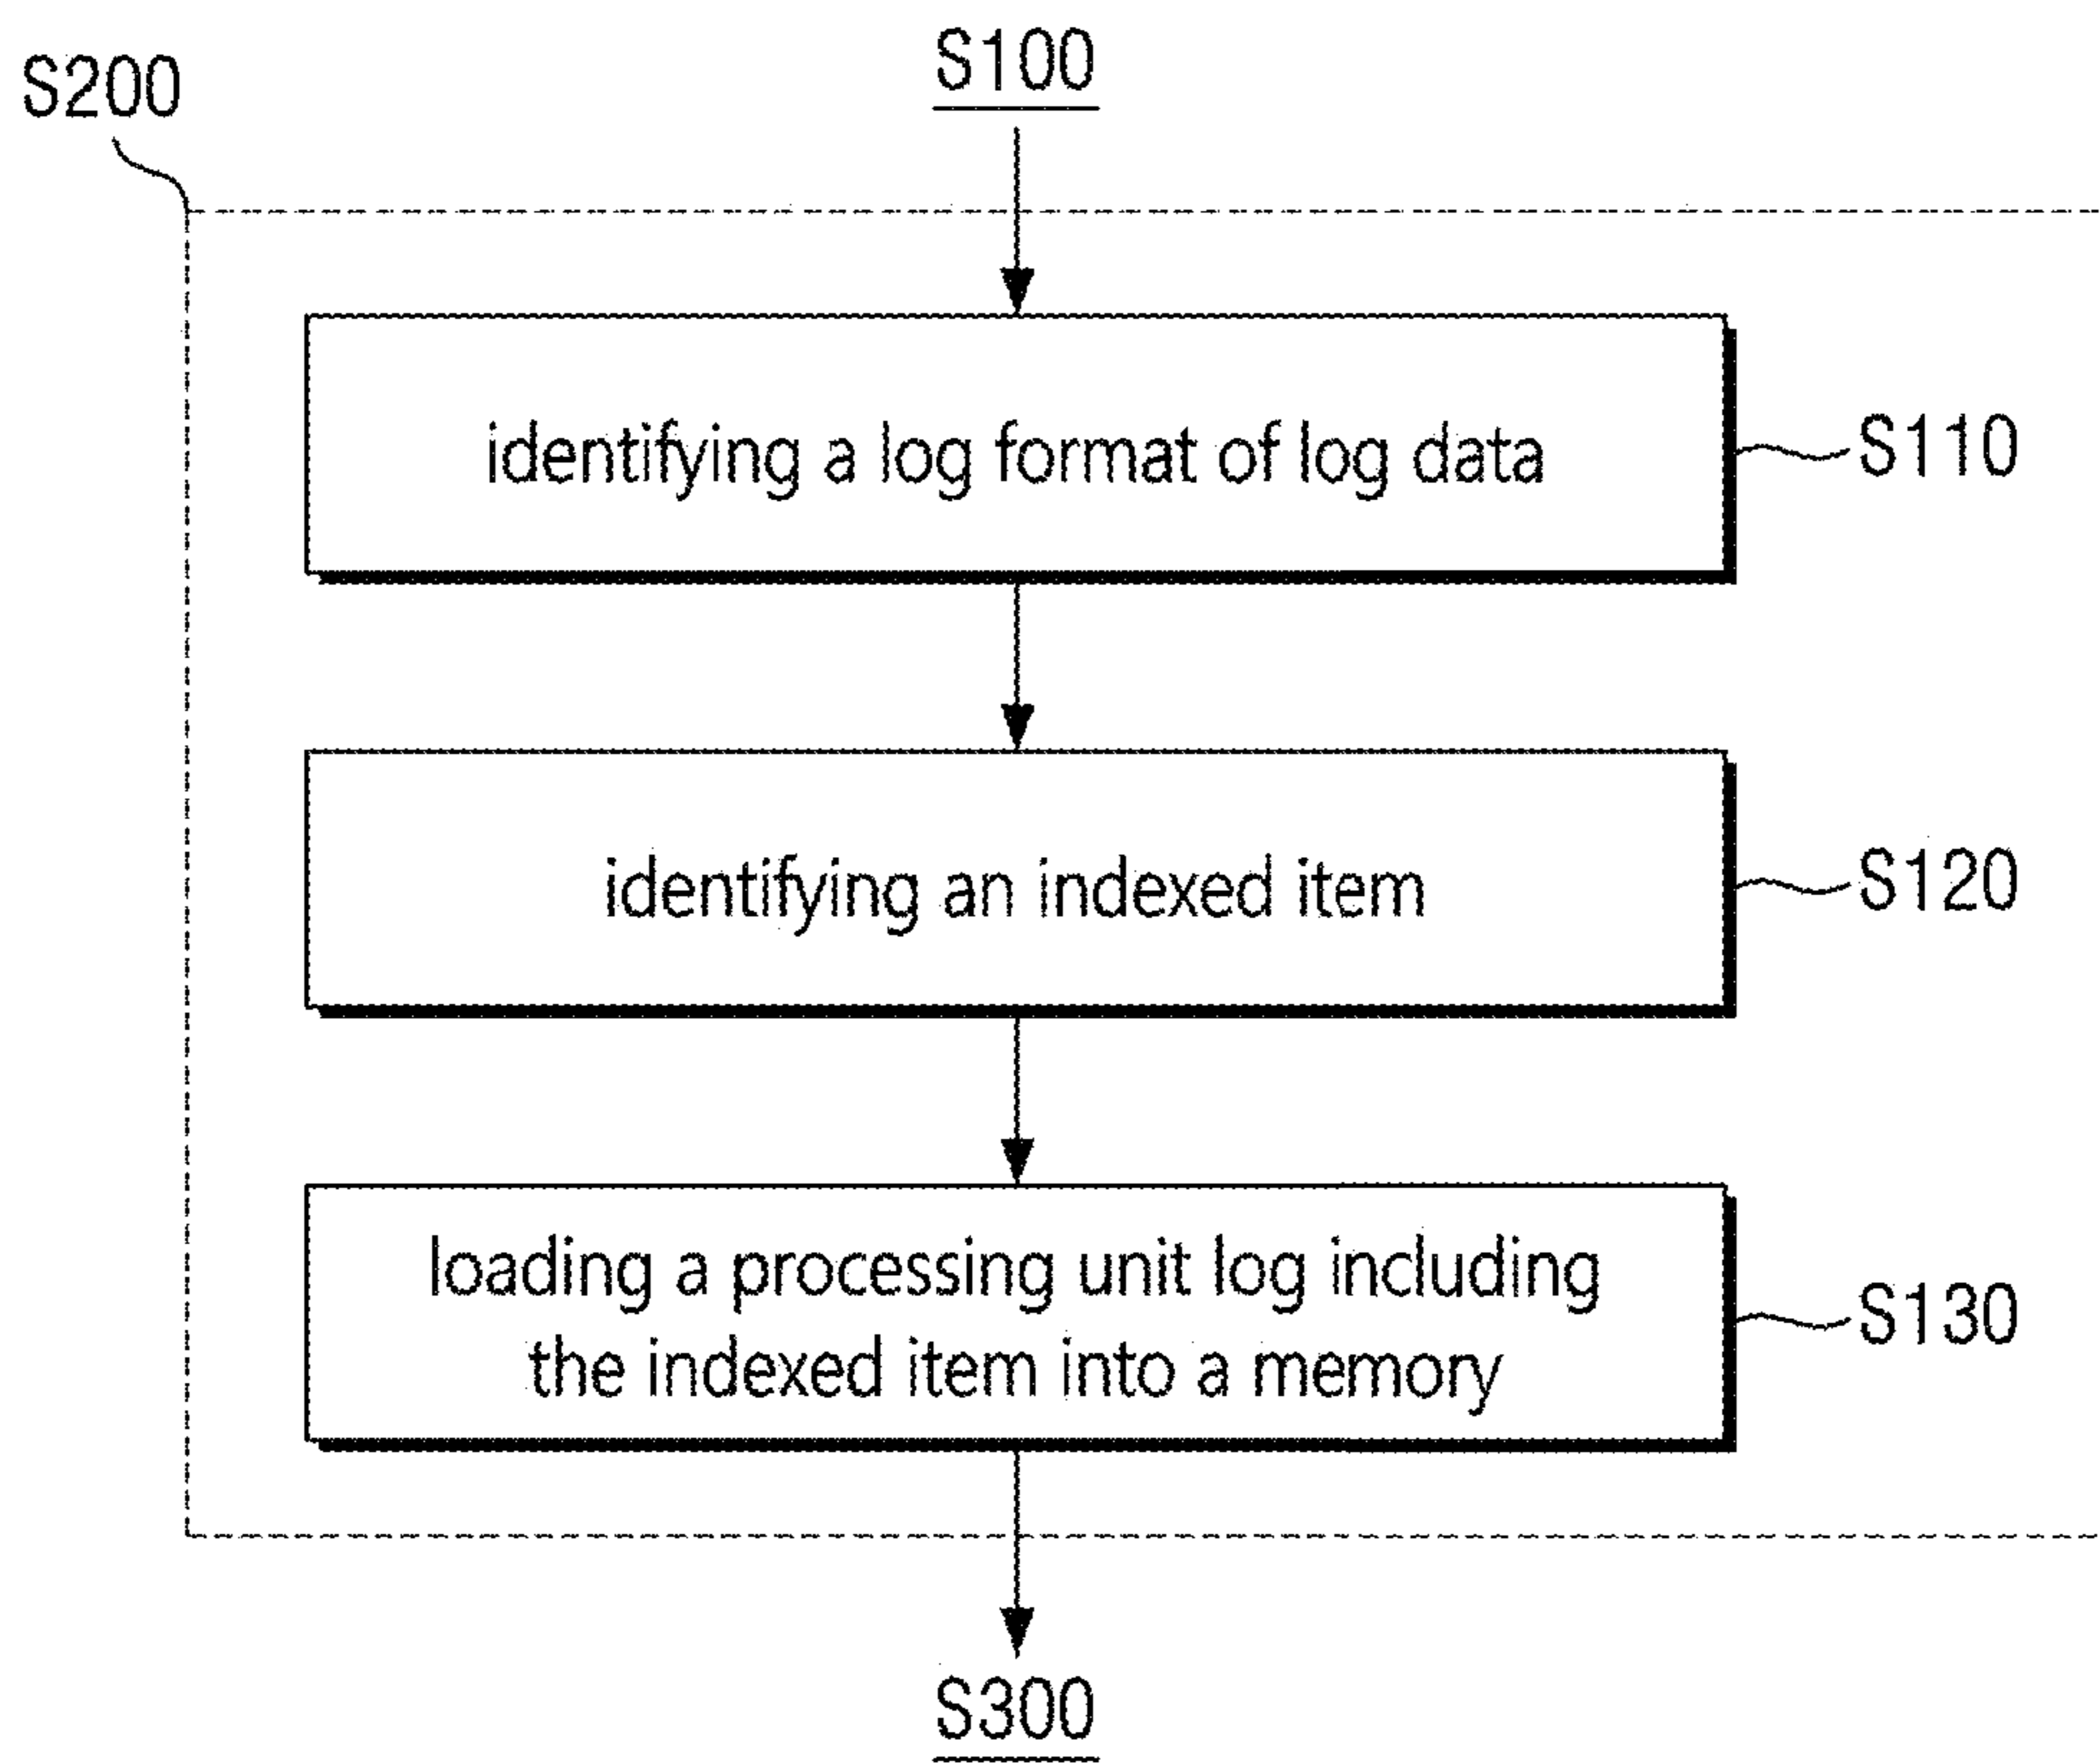 S100
S200
identifying a log format of log data
S110
identifying an indexed item
S120
loading a processing unit log including
the indexed item into a memory
S130
S300